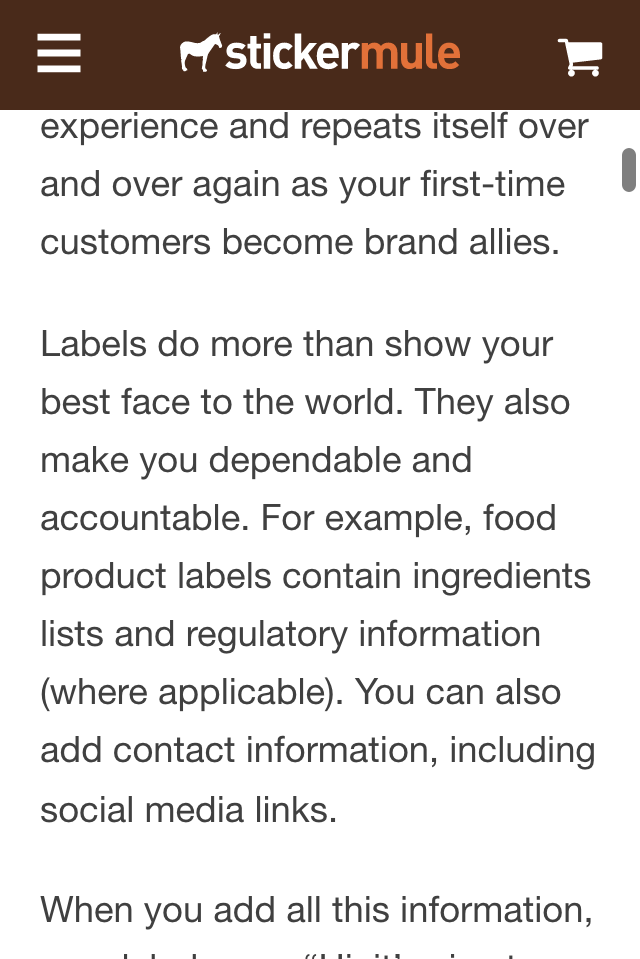 stickermule
experience and repeats itself over
and over again as your first-time
customers become brand allies.
Labels do more than show your
best face to the world. They also
make you dependable and
accountable. For example, food
product labels contain ingredients
lists and regulatory information
(where applicable). You can also
add contact information, including
social media links.
When you add all this information,